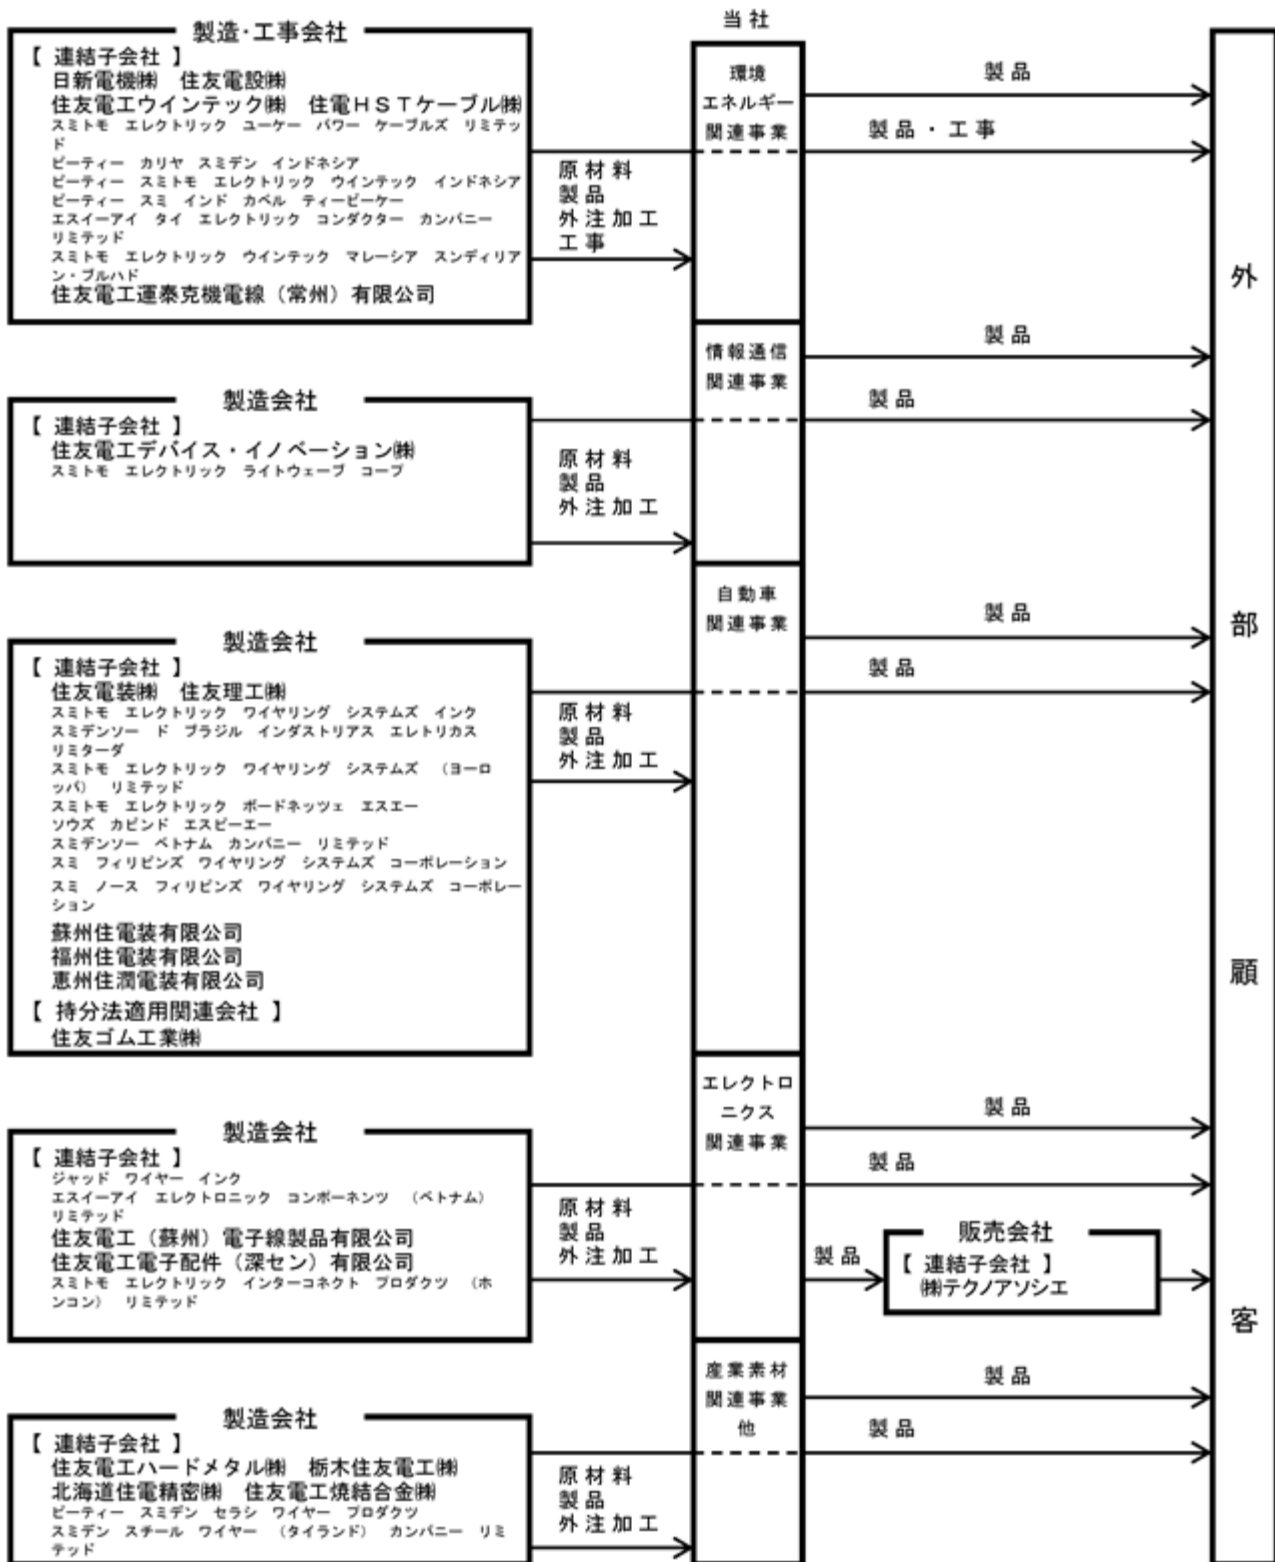 当社
製造・工事会社
【 連結子会社 】
日新電機㈱ 住友電設㈱
住友電工ウインテック㈱ 住電HSTケーブル㈱
スミトモ エレクトリック ユーケー パワー ケーブルズ リミテッ
ド
ピーティー カリヤ スミデン インドネシア
ピーティー スミトモ エレクトリック ウインテック インドネシア
ピーティー スミ インド カベル ティービーケー
エスイーアイ タイ エレクトリック コンダクター カンパニー
リミテッド
スミトモ エレクトリック ウインテック マレーシア スンディリア
ン・ブルハド
住友電工運泰克機電線(常州)有限公司
原材料
製品
外注加工
工事
環境
エネルギー
関連事業
製品
製品・工事
製造会社
【 連結子会社 】
住友電工デバイス・イノベーション㈱
スミトモ エレクトリック ライトウェーブ コープ
原材料
製品
外注加工
情報通信
関連事業
製品
製品
製造会社
【 連結子会社 】
住友電装㈱ 住友理工㈱
スミトモ エレクトリック ワイヤリング システムズ インク
スミデンソー ド ブラジル インダストリアス エレトリカス
リミターダ
スミトモ エレクトリック ワイヤリング システムズ (ヨーロ
ッパ) リミテッド
スミトモ エレクトリック ボードネッツェ エスエー
ソウズ カビンド エスピーエー
スミデンソー ベトナム カンパニー リミテッド
スミ フィリピンズ ワイヤリング システムズ コーポレーション
スミ ノース フィリピンズ ワイヤリング システムズ コーポレー
ション
蘇州住電装有限公司
福州住電装有限公司
恵州住潤電装有限公司
【 持分法適用関連会社 】
住友ゴム工業㈱
原材料
製品
外注加工
自動車
関連事業
製品
製品
製造会社
【 連結子会社 】
ジャッド ワイヤー インク
エスイーアイ エレクトロニック コンポーネンツ (ベトナム)
リミテッド
住友電工(蘇州)電子線製品有限公司
住友電工電子配件(深セン)有限公司
スミトモ エレクトリック インターコネクト プロダクツ (ホ
ンコン) リミテッド
原材料
製品
外注加工
エレクトロ
ニクス
関連事業
製品
製品
製品
販売会社
【 連結子会社 】
㈱テクノアソシエ
製造会社
【 連結子会社 】
住友電工ハードメタル㈱ 栃木住友電工㈱
北海道住電精密㈱ 住友電工焼結合金㈱
ピーティー スミデン セラシ ワイヤー プロダクツ
スミデン スチール ワイヤー (タイランド) カンパニー リミ
テッド
原材料
製品
外注加工
産業素材
関連事業
他
製品
製品
外
部
顧
客